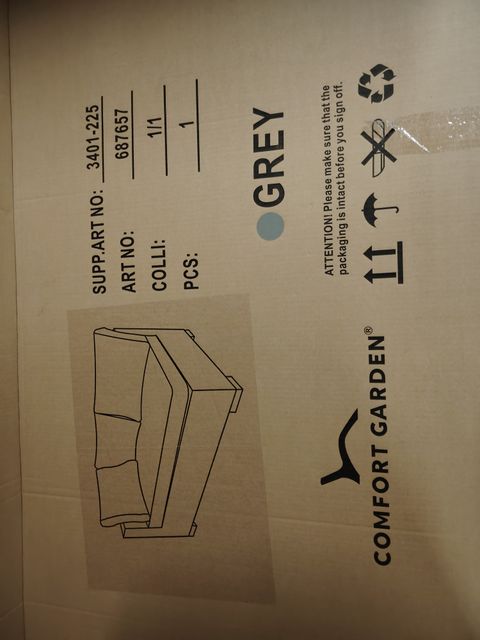 SUPP.ART NO: 3401-225
ART NO: 687657
COLLI: 1/1
PCS: 1
GREY
ATTENTION! Please make sure that the
packaging is intact before you sign off.
COMFORT GARDEN®